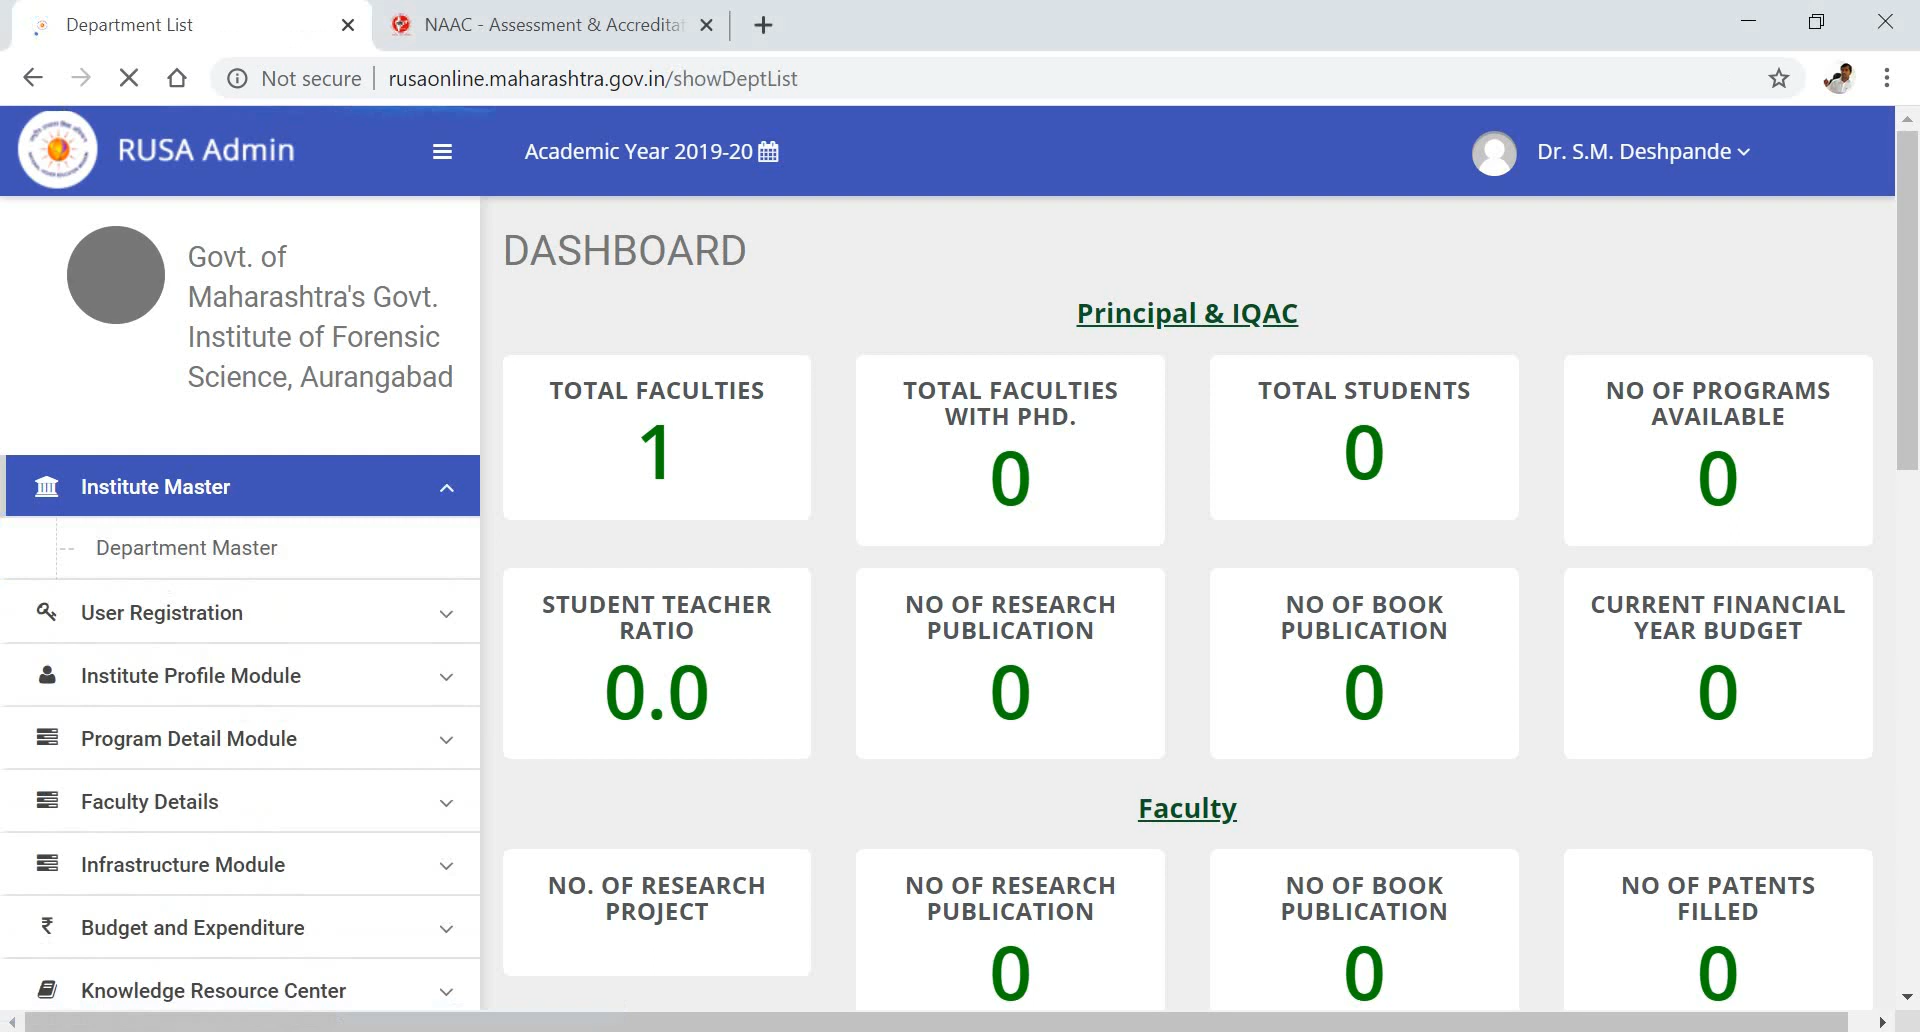 Department List
NAAC - Assessment & Accredita
Not secure
rusaonline.maharashtra.gov.in/showDeptList
RUSA Admin
Academic Year 2019-20
Dr. S.M. Deshpande
Govt. of
Maharashtra's Govt.
Institute of Forensic
Science, Aurangabad
Institute Master
Department Master
User Registration
Institute Profile Module
Program Detail Module
Faculty Details
Infrastructure Module
₹ Budget and Expenditure
Knowledge Resource Center
DASHBOARD
Principal & IQAC
TOTAL FACULTIES
1
TOTAL FACULTIES
WITH PHD.
0
TOTAL STUDENTS
0
NO OF PROGRAMS
AVAILABLE
0
STUDENT TEACHER
RATIO
0.0
NO OF RESEARCH
PUBLICATION
0
NO OF BOOK
PUBLICATION
0
CURRENT FINANCIAL
YEAR BUDGET
0
Faculty
NO. OF RESEARCH
PROJECT
NO OF RESEARCH
PUBLICATION
0
NO OF BOOK
PUBLICATION
0
NO OF PATENTS
FILLED
0